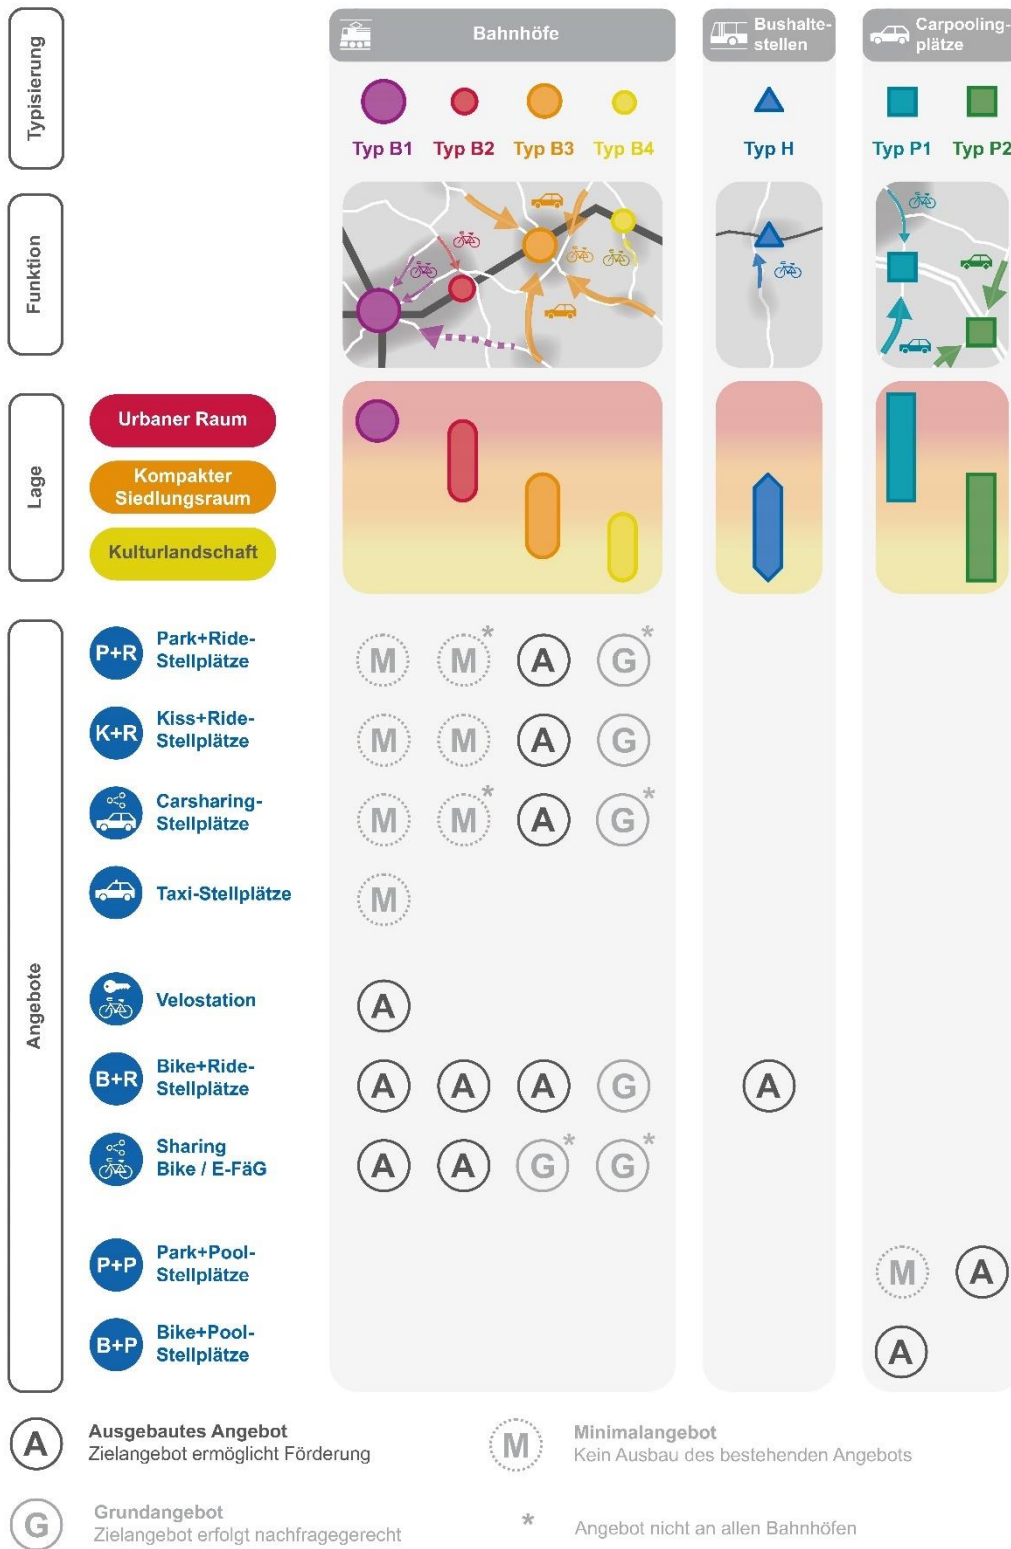 Typisierung
Bahnhöfe
Bushalte-
stellen
Carpooling-
plätze
Typ B1
Typ B2
Typ B3
Typ B4
Typ H
Typ P1
Typ P2
Funktion
Lage
Urbaner Raum
Kompakter
Siedlungsraum
Kulturlandschaft
Angebote
P+R
Park+Ride-
Stellplätze
M
M*
A
G*
K+R
Kiss+Ride-
Stellplätze
M
M
A
G
Carsharing-
Stellplätze
M
M*
A
G*
Taxi-Stellplätze
M
Velostation
A
B+R
Bike+Ride-
Stellplätze
A
A
A
G
A
Sharing
Bike / E-FäG
A
A
G*
G*
P+P
Park+Pool-
Stellplätze
M
A
B+P
Bike+Pool-
Stellplätze
A
A
Ausgebautes Angebot
Zielangebot ermöglicht Förderung
M
Minimalangebot
Kein Ausbau des bestehenden Angebots
G
Grundangebot
Zielangebot erfolgt nachfragegerecht
*
Angebot nicht an allen Bahnhöfen